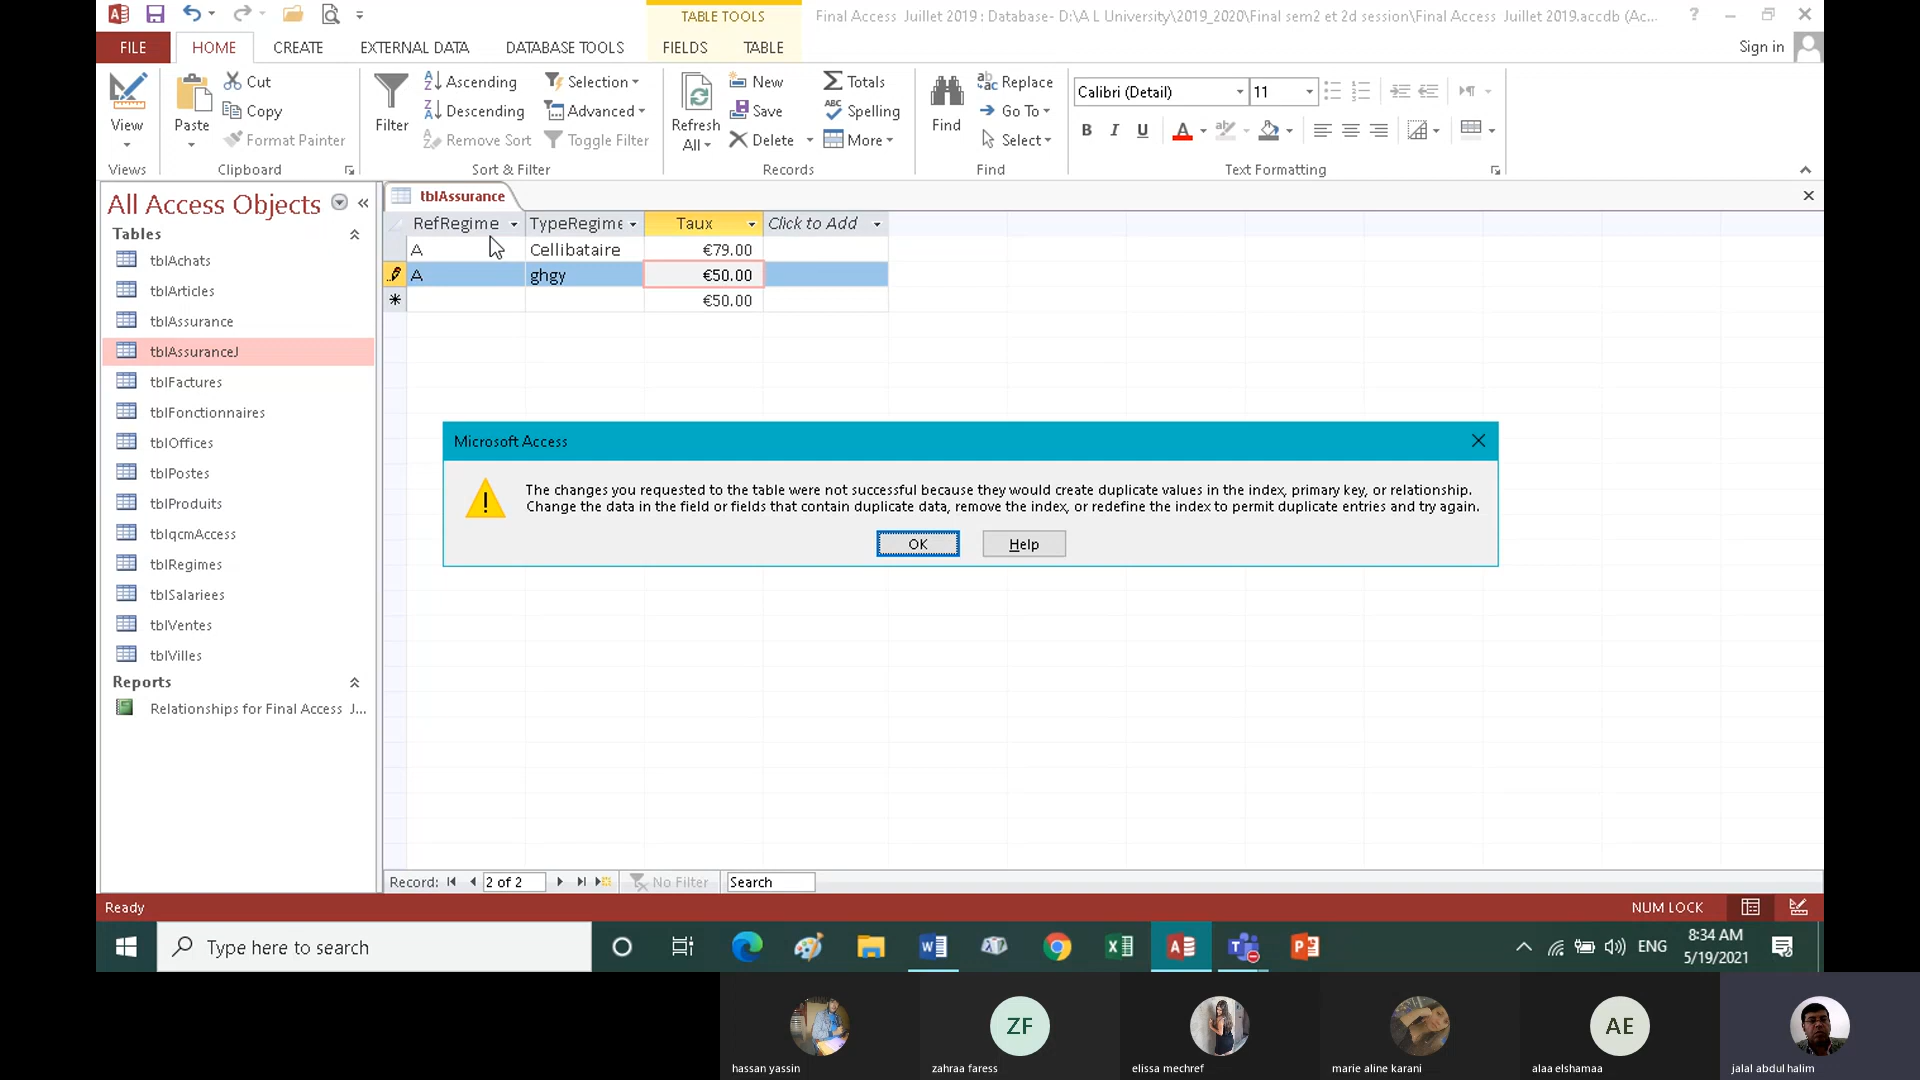 TABLE TOOLS
Final Access Juillet 2019 : Database- D:\A L University\2019_2020\Final sem2 et 2d session\Final Access Juillet 2019.accdb (Ac...
FILE HOME CREATE EXTERNAL DATA DATABASE TOOLS FIELDS TABLE Sign in
View
Views
Paste
Cut
Copy
Format Painter
Clipboard
Filter
Ascending
Descending
Remove Sort
Selection
Advanced
Toggle Filter
Sort & Filter
Refresh
All
New
Save
Delete
Totals
Spelling
More
Records
Find
Replace
Go To
Select
Find
Calibri (Detail) 11
B I U A
Text Formatting
All Access Objects
Tables
tblAchats
tblArticles
tblAssurance
tblAssuranceJ
tblFactures
tblFonctionnaires
tblOffices
tblPostes
tblProduits
tblqcmAccess
tblRegimes
tblSalariees
tblVentes
tblVilles
Reports
Relationships for Final Access J...
tblAssurance
RefRegime TypeRegime Taux Click to Add
A Cellibataire €79.00
A ghgy €50.00
€50.00
Microsoft Access
The changes you requested to the table were not successful because they would create duplicate values in the index, primary key, or relationship.
Change the data in the field or fields that contain duplicate data, remove the index, or redefine the index to permit duplicate entries and try again.
OK Help
Record: 2 of 2 No Filter Search
Ready NUM LOCK
Type here to search
ENG
8:34 AM
5/19/2021
ZF
AE
hassan yassin
zahraa faress
elissa mechref
marie aline karani
alaa elshamaa
jalal abdul halim